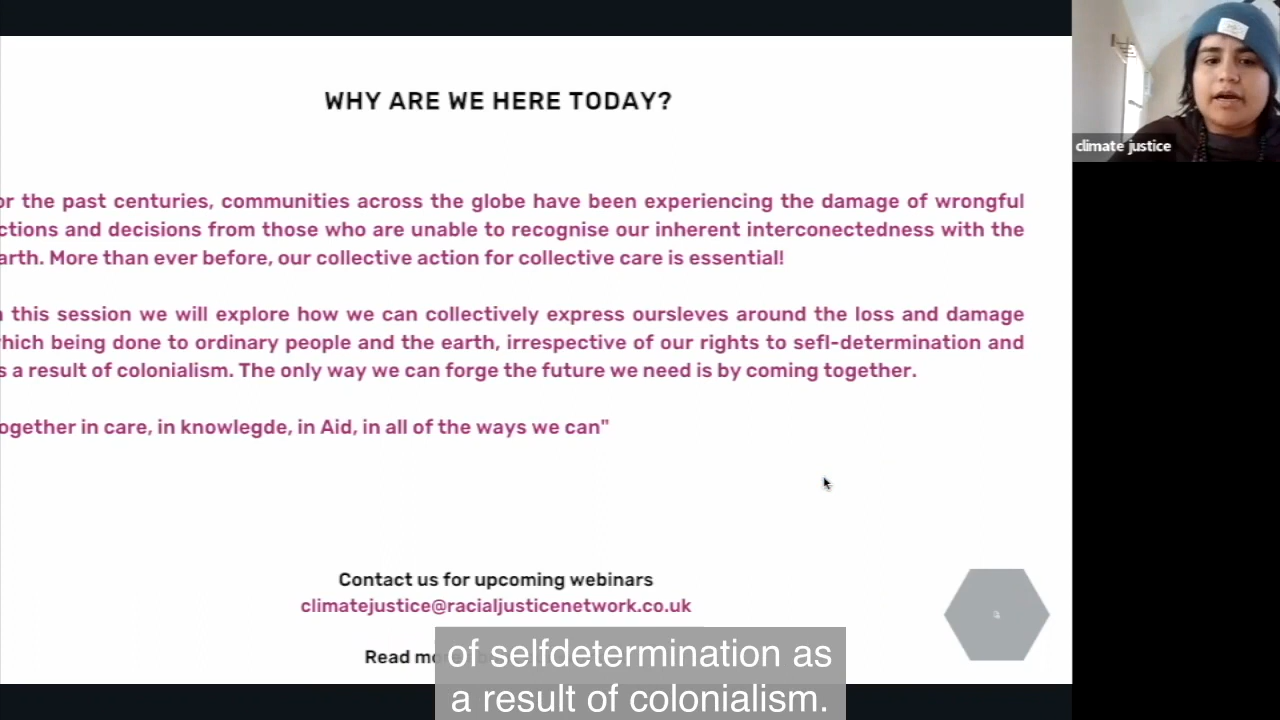 WHY ARE WE HERE TODAY?
climate justice
or the past centuries, communities across the globe have been experiencing the damage of wrongful
ctions and decisions from those who are unable to recognise our inherent interconectedness with the
arth. More than ever before, our collective action for collective care is essential!
this session we will explore how we can collectively express oursleves around the loss and damage
hich being done to ordinary people and the earth, irrespective of our rights to sefl-determination and
s a result of colonialism. The only way we can forge the future we need is by coming together.
ogether in care, in knowlegde, in Aid, in all of the ways we can"
Contact us for upcoming webinars
climatejustice@racialjusticenetwork.co.uk
Read
of selfdetermination as
a result of colonialism.